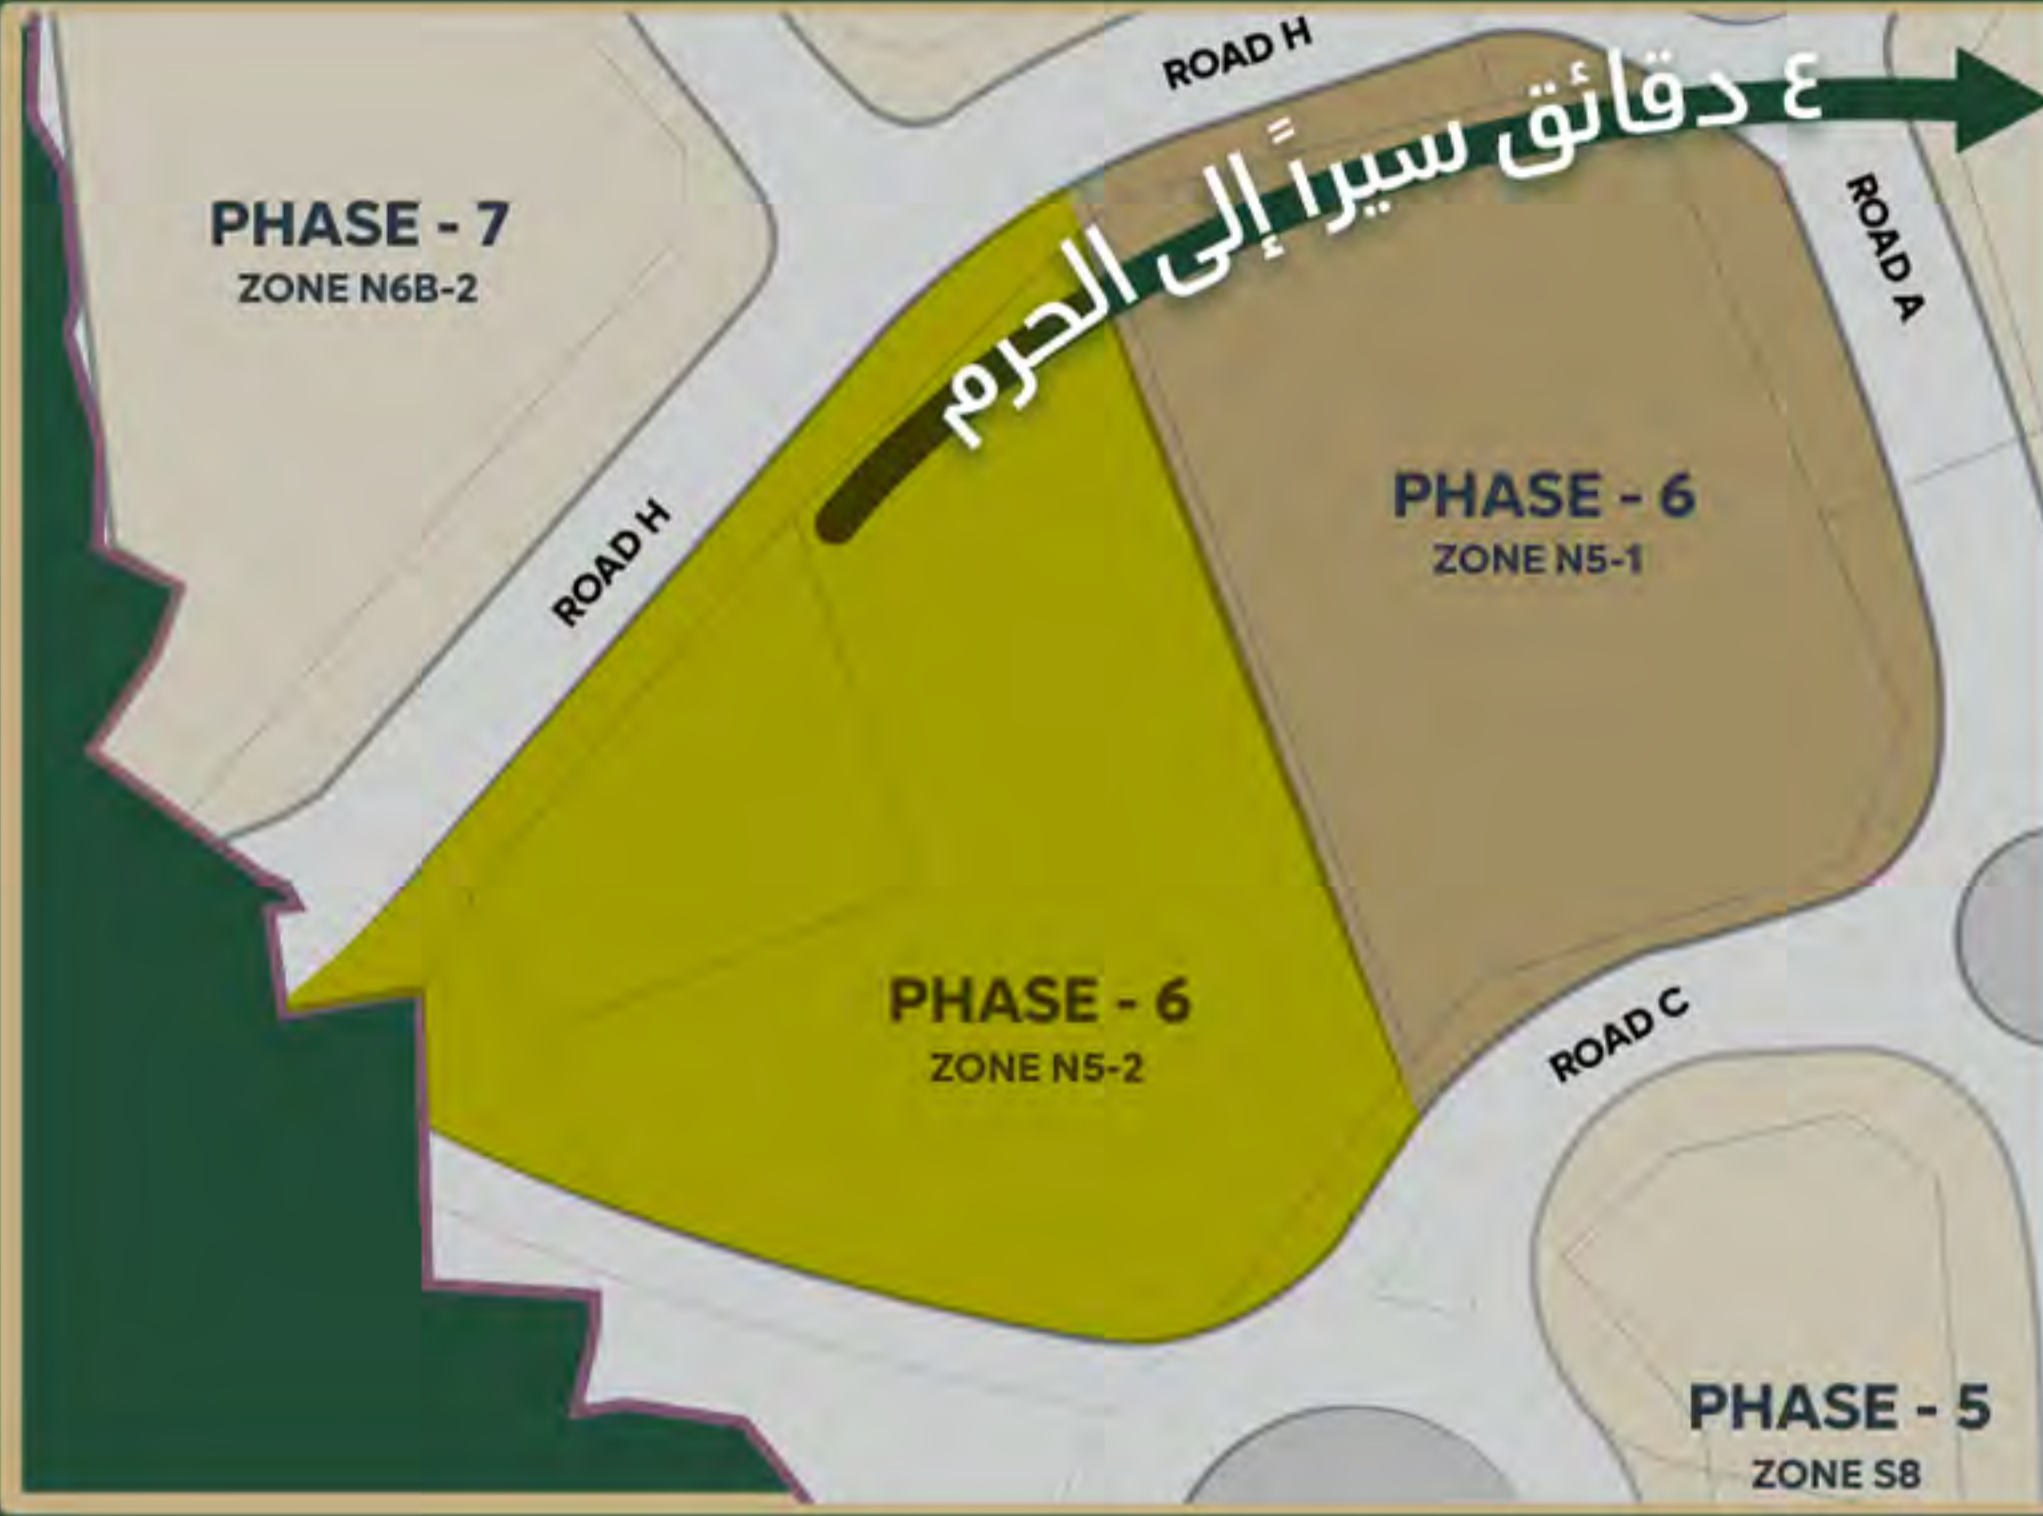 ROAD H
٤ دقائق سيراً إلى الحرم
ROAD A
PHASE - 7
ZONE N6B-2
ROAD H
PHASE - 6
ZONE N5-1
PHASE - 6
ZONE N5-2
ROAD C
PHASE - 5
ZONE S8